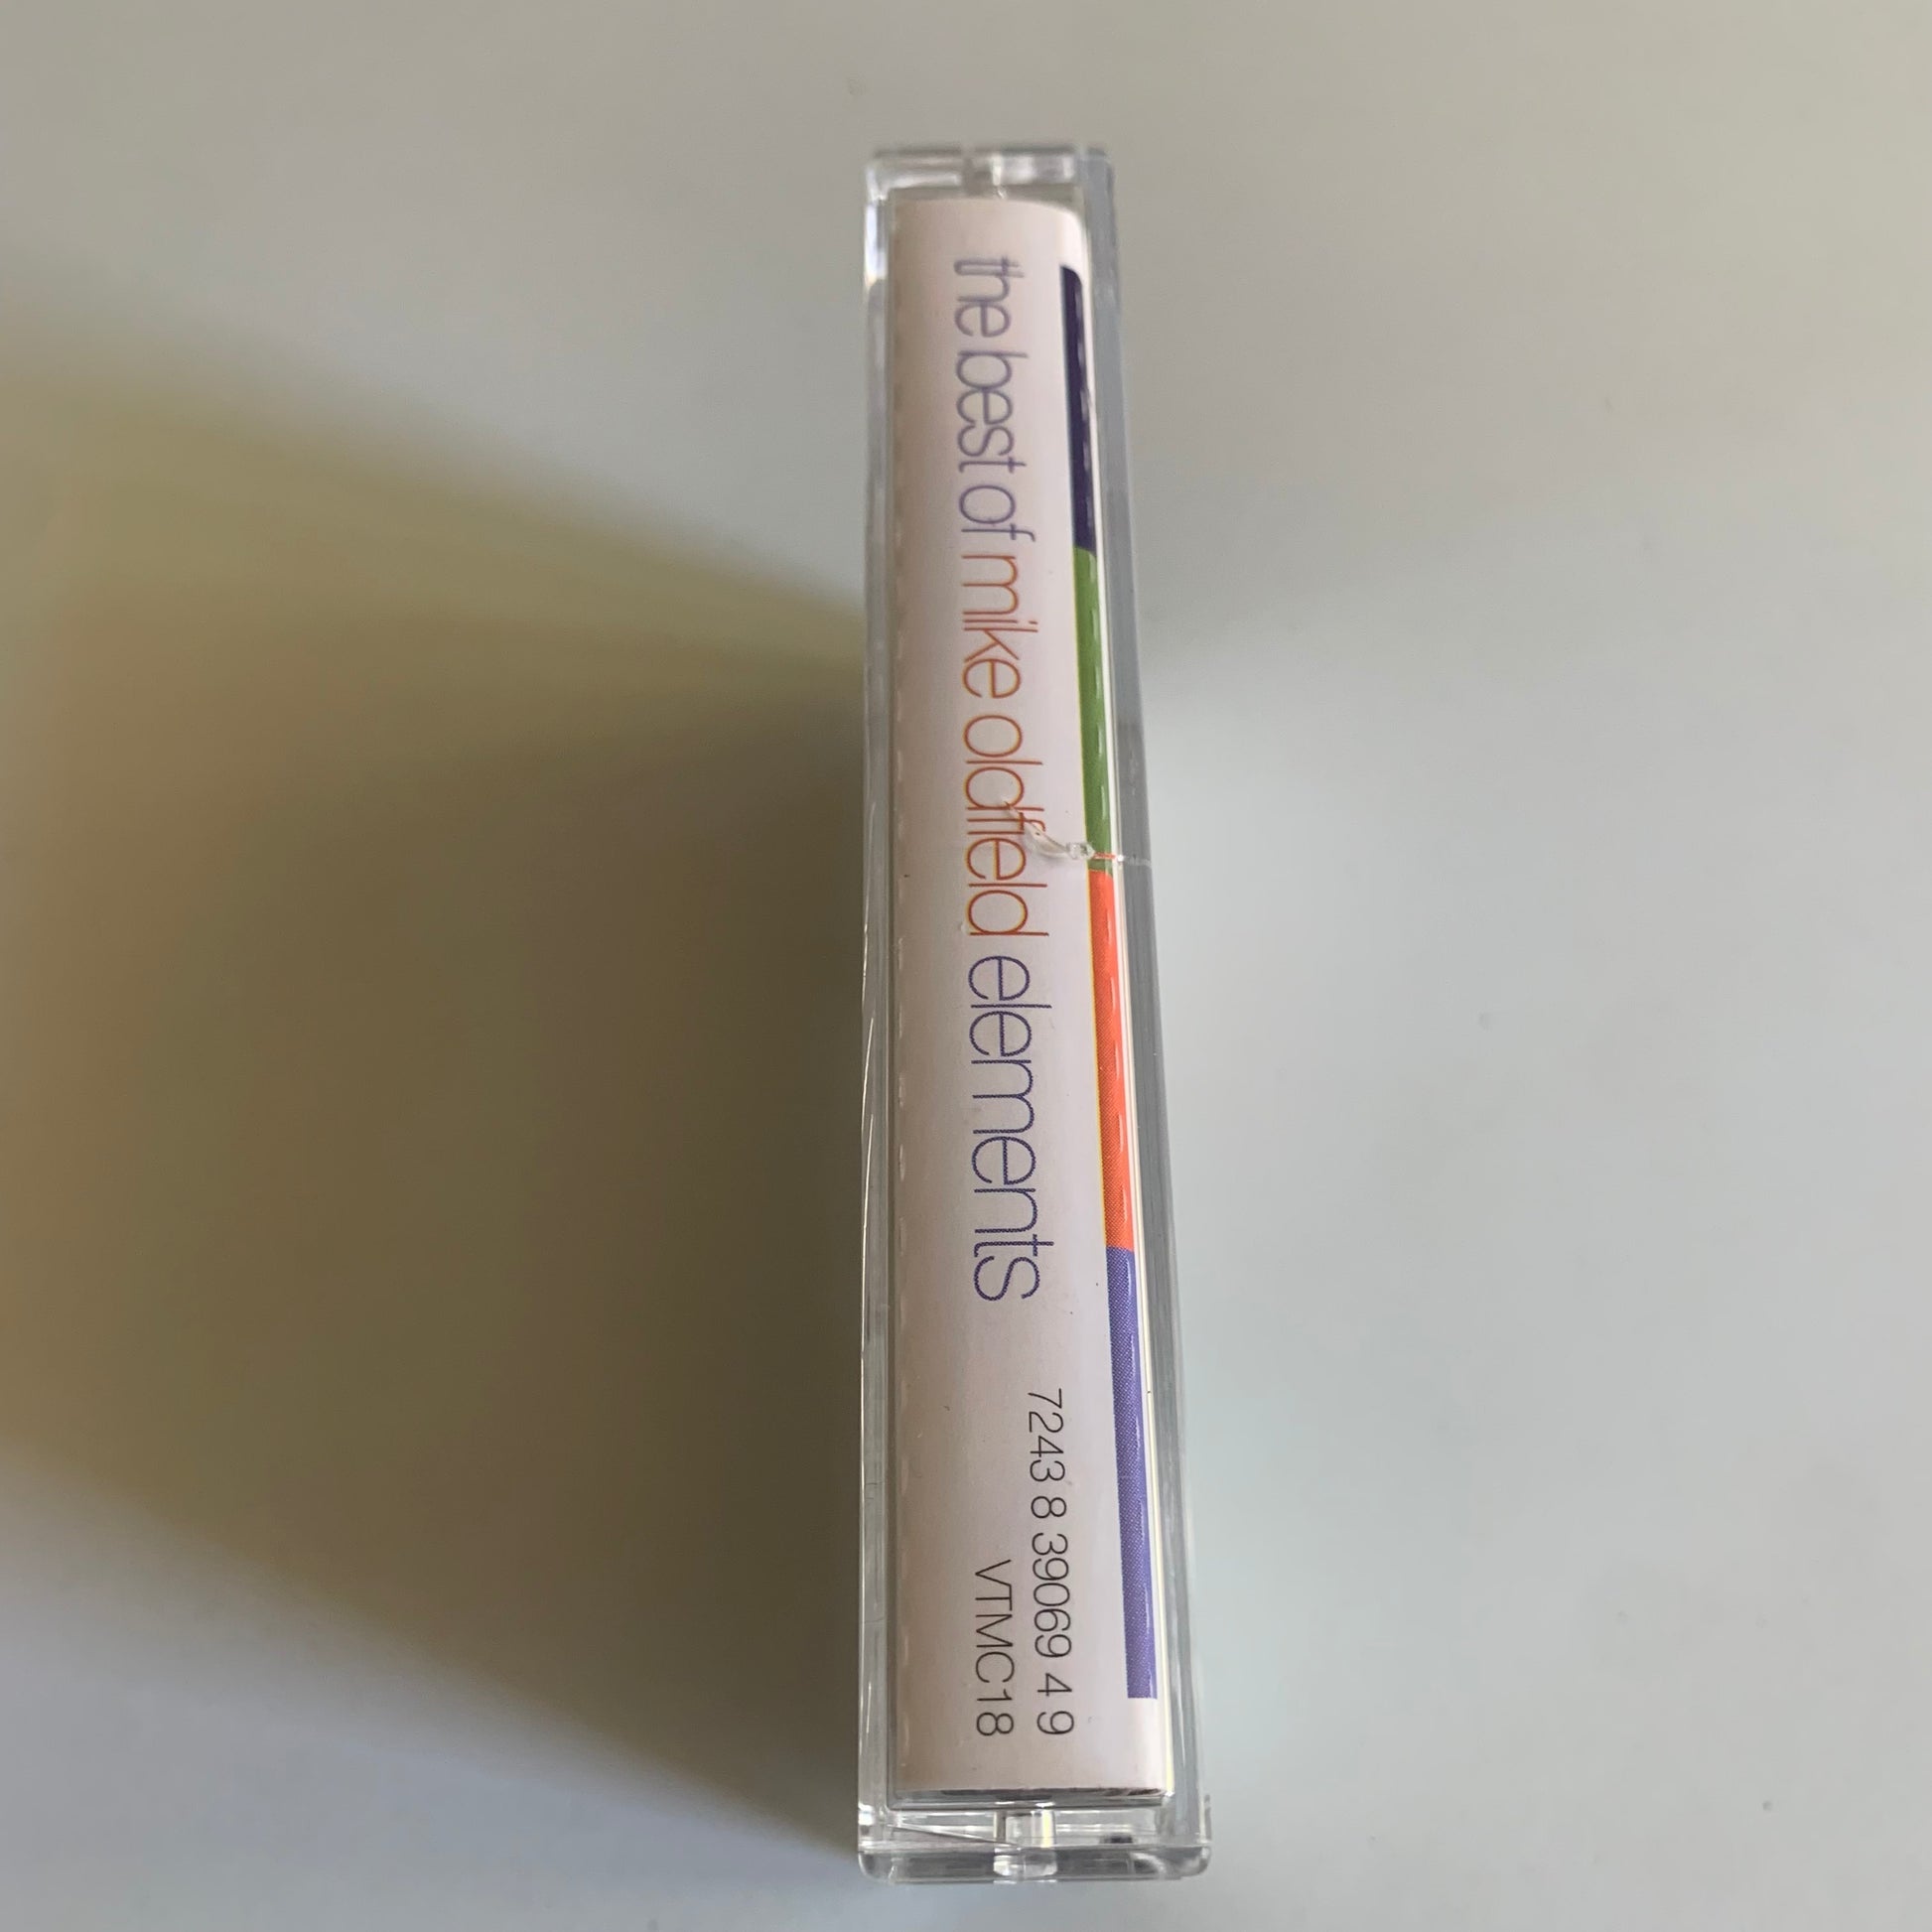 the best of mike oldfield elements
7243 8 39069 4 9
VTMC18